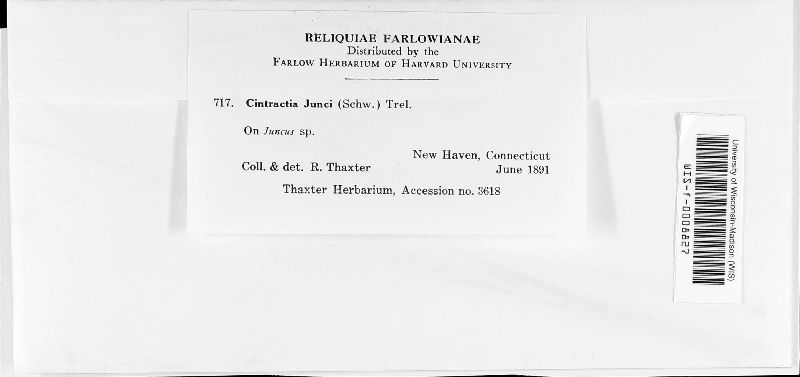 RELIQUIAE FARLOWIANAE
Distributed by the
FARLOW HERBARIUM OF HARVARD UNIVERSITY
717. Cintractia Junci (Schw.) Trel.
On Juncus sp.
New Haven, Connecticut
Coll. & det. R. Thaxter June 1891
Thaxter Herbarium, Accession no. 3618
University of Wisconsin-Madison (WIS)
WIS-f-0006827